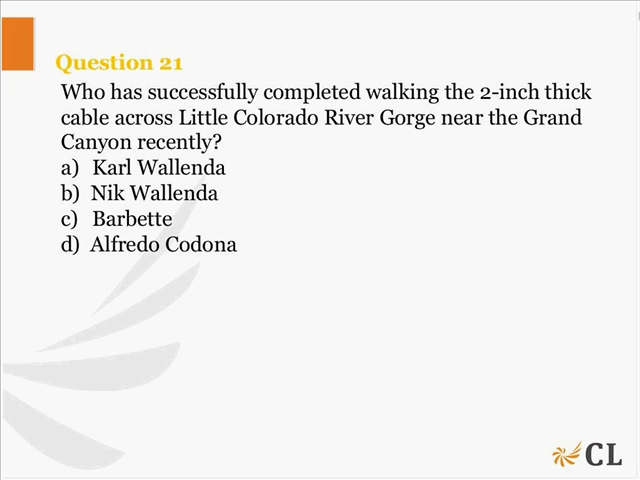 Question 21
Who has successfully completed walking the 2-inch thick
cable across Little Colorado River Gorge near the Grand
Canyon recently?
a) Karl Wallenda
b) Nik Wallenda
c) Barbette
d) Alfredo Codona
CL